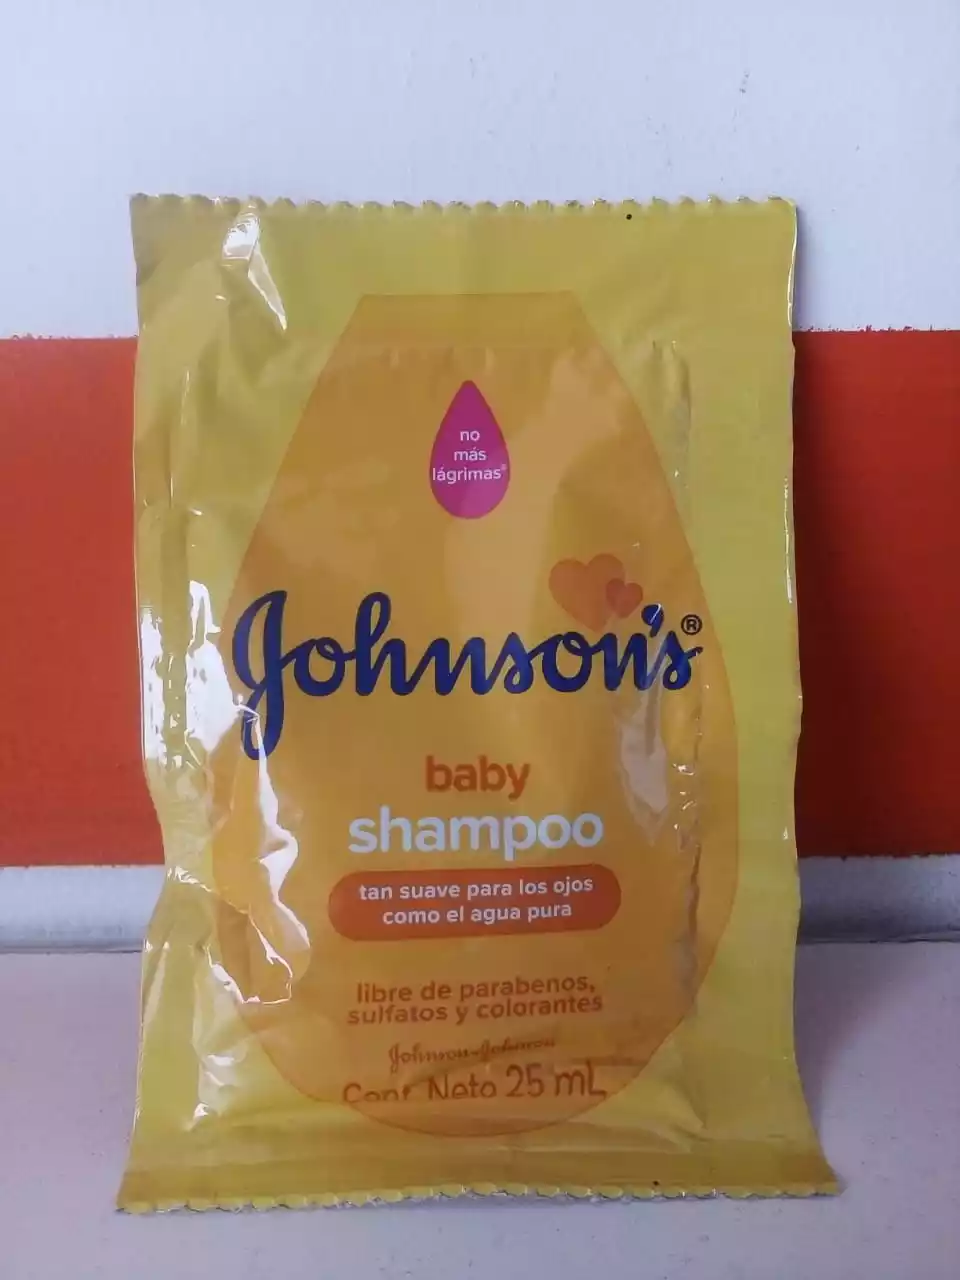 no
más
lágrimas®
Johnson's®
baby
shampoo
tan suave para los ojos
como el agua pura
libre de parabenos,
sulfatos y colorantes
Johnson-Johnson
Cont. Neto 25 mL